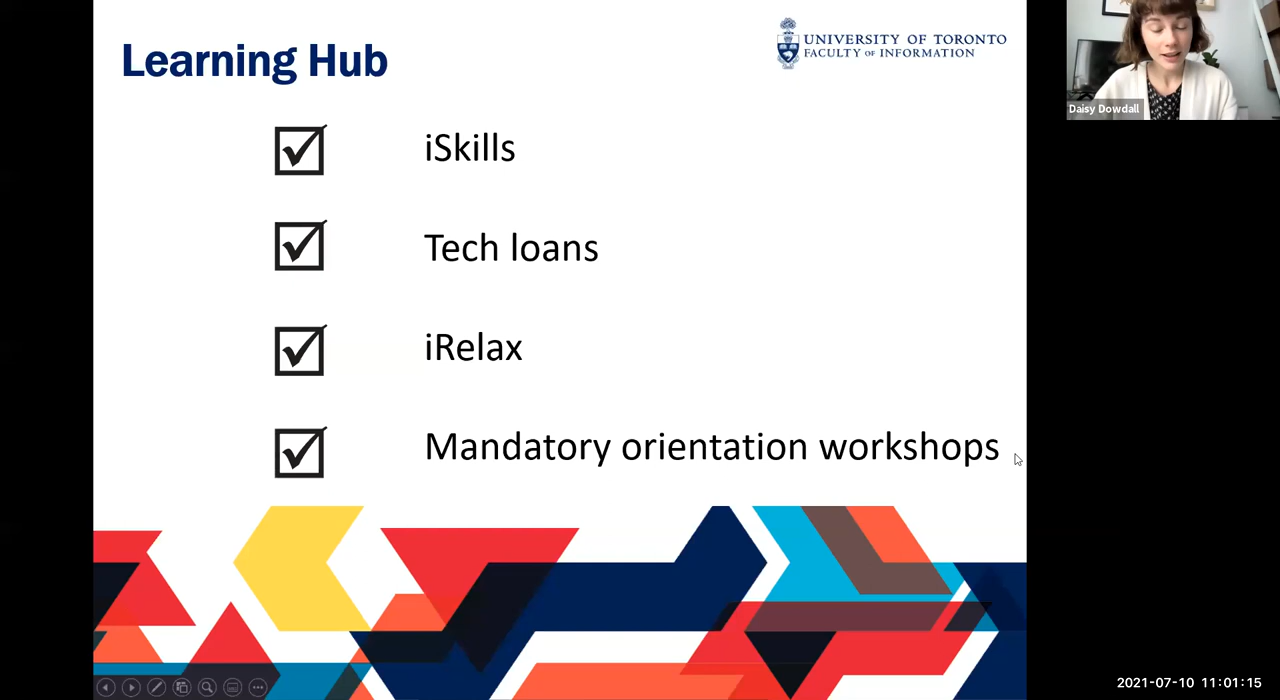 Learning Hub
UNIVERSITY OF TORONTO
FACULTY OF INFORMATION
Daisy Dowdall
iSkills
Tech loans
iRelax
Mandatory orientation workshops
2021-07-10 11:01:15